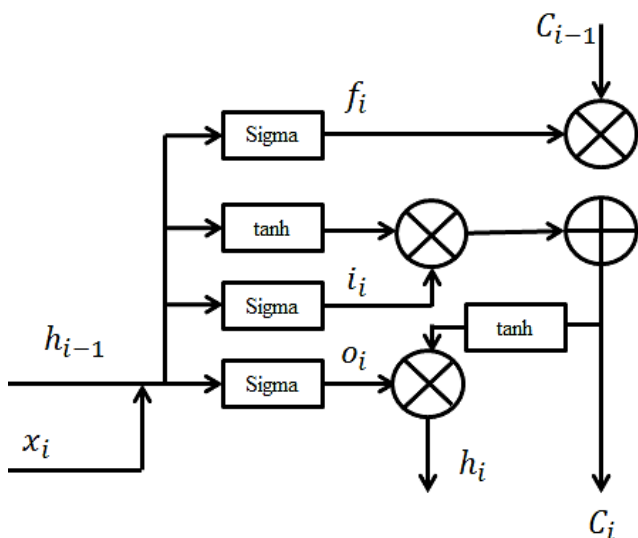 C_{i-1}
f_i
Sigma
tanh
i_i
Sigma
h_{i-1}
tanh
o_i
Sigma
x_i
h_i
C_i